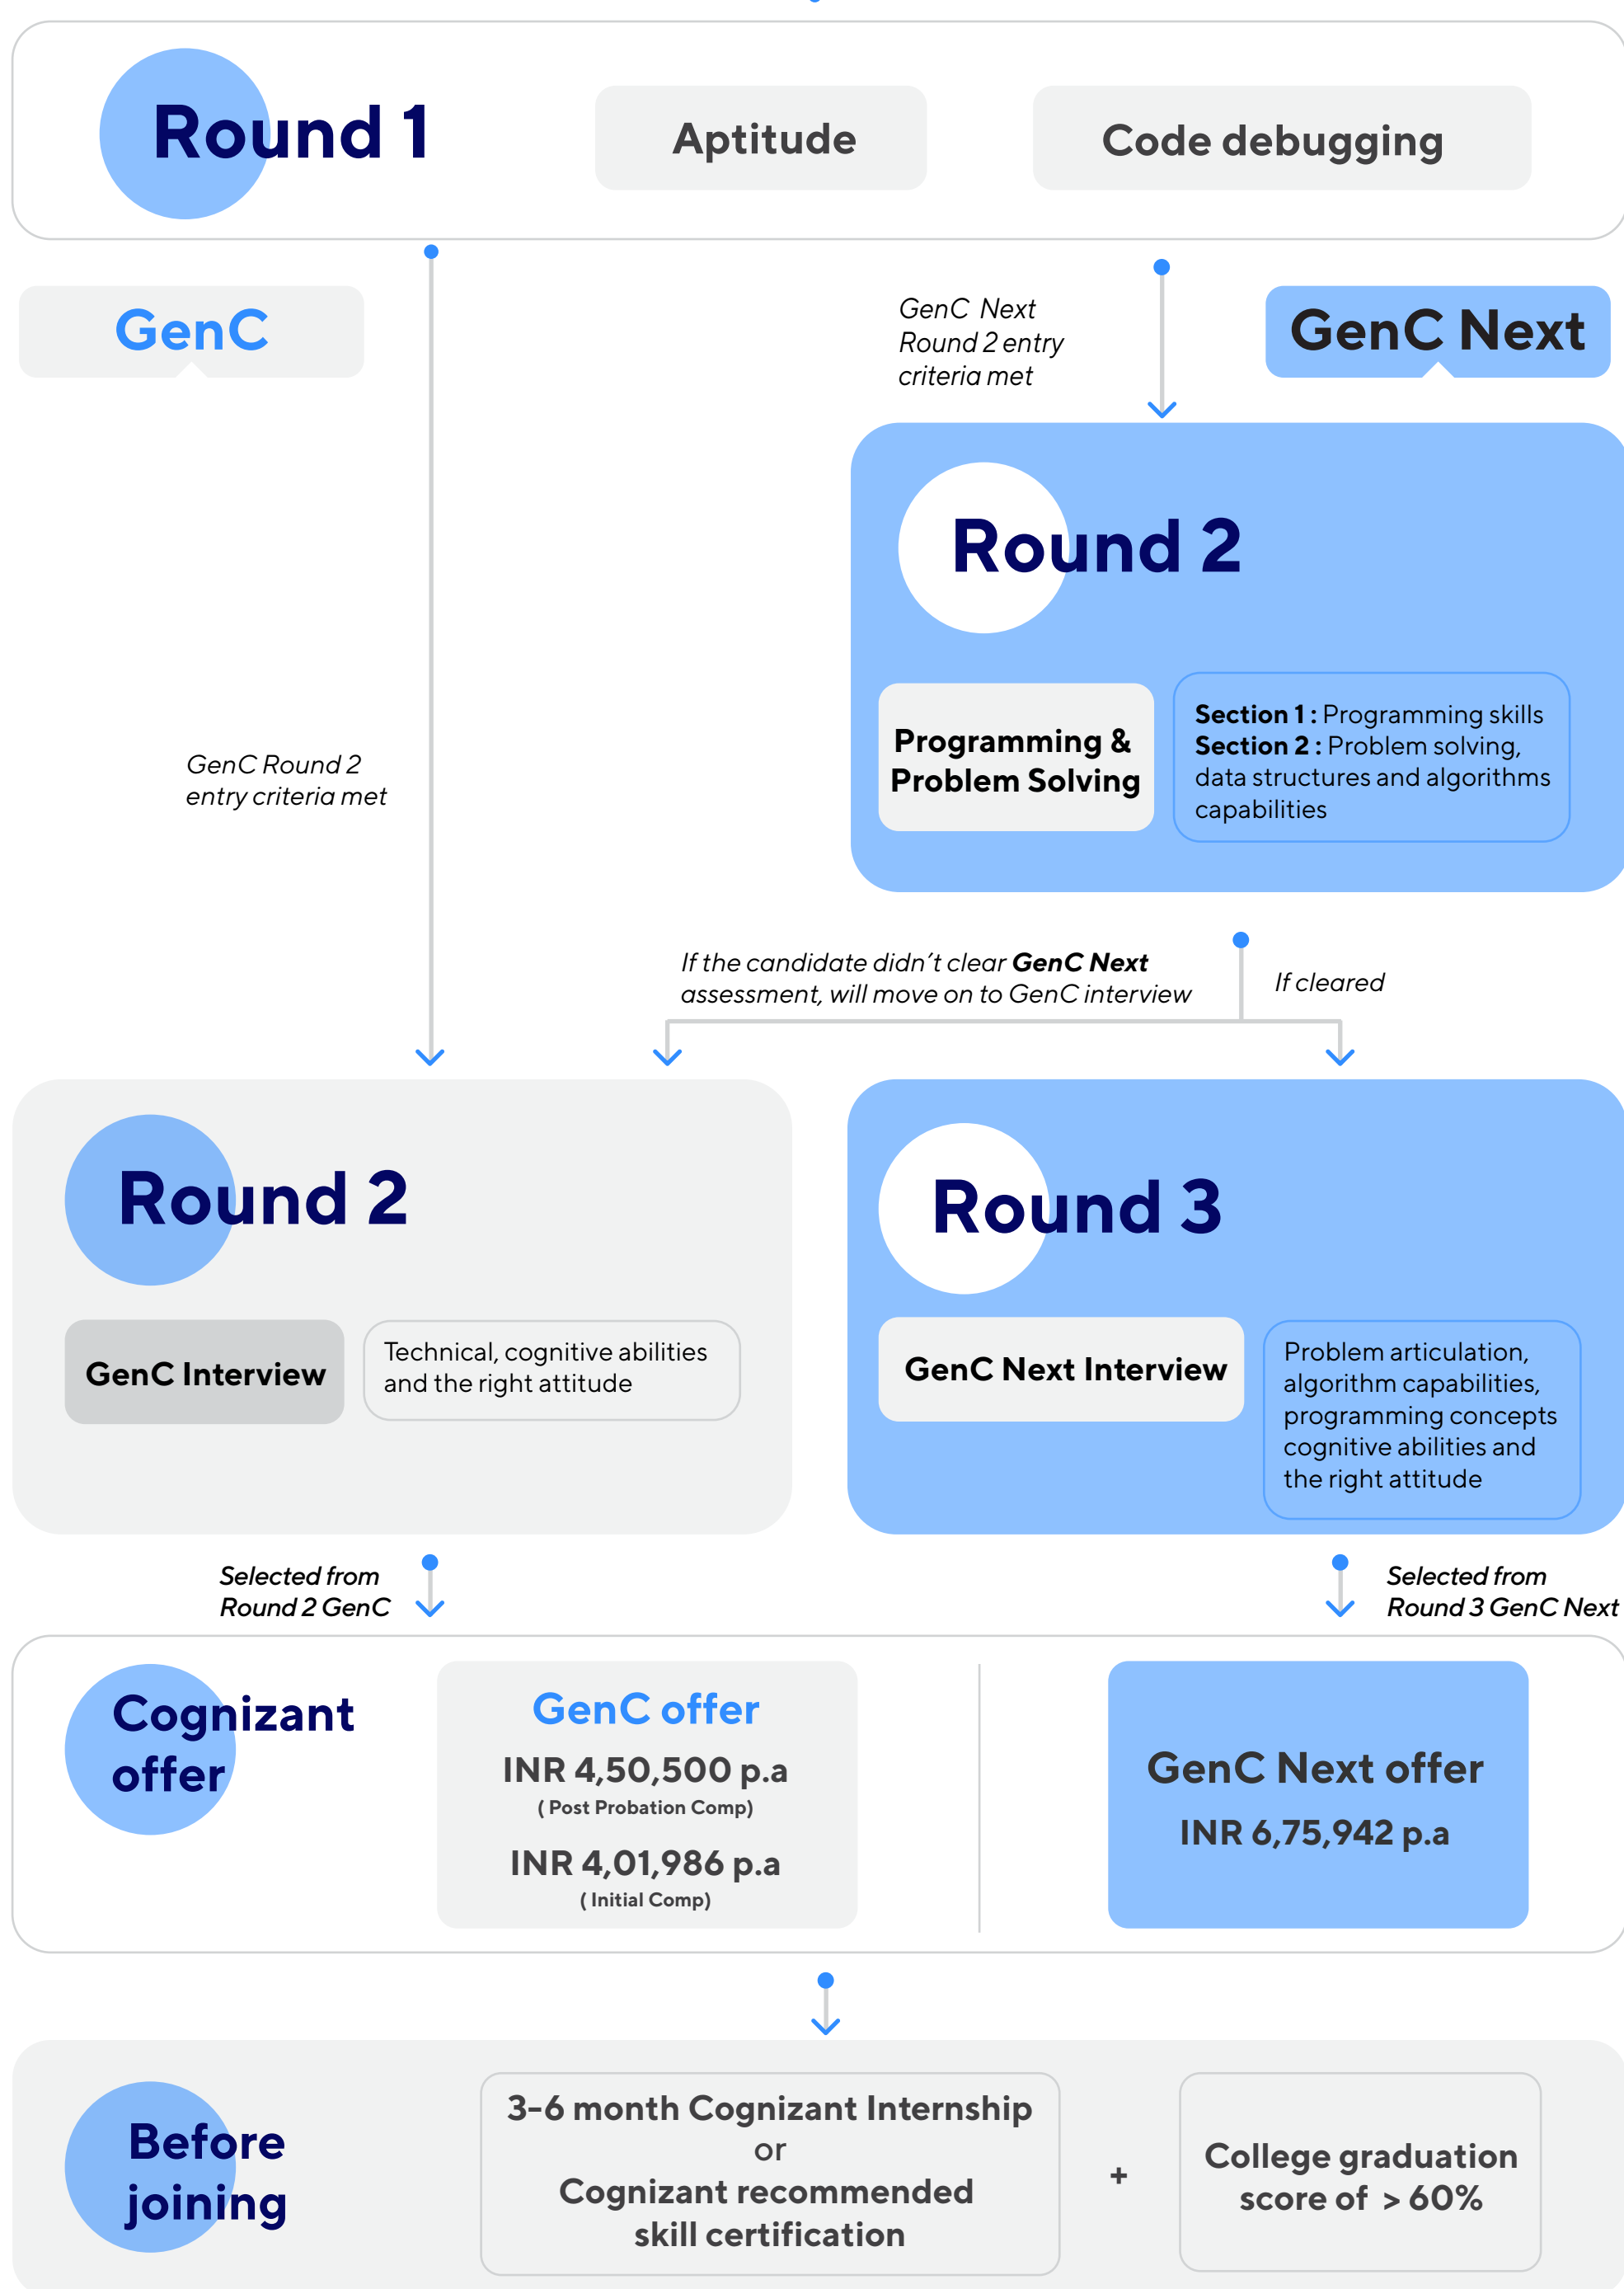 Round 1
Aptitude
Code debugging
GenC
GenC Next
Round 2 entry
criteria met
GenC Next
Round 2
Programming &
Problem Solving
Section 1 : Programming skills
Section 2 : Problem solving,
data structures and algorithms
capabilities
GenC Round 2
entry criteria met
If the candidate didn't clear GenC Next
assessment, will move on to GenC interview
If cleared
Round 2
GenC Interview
Technical, cognitive abilities
and the right attitude
Round 3
GenC Next Interview
Problem articulation,
algorithm capabilities,
programming concepts
cognitive abilities and
the right attitude
Selected from
Round 2 GenC
Selected from
Round 3 GenC Next
Cognizant
offer
GenC offer
INR 4,50,500 p.a
( Post Probation Comp)
INR 4,01,986 p.a
( Initial Comp)
GenC Next offer
INR 6,75,942 p.a
Before
joining
3-6 month Cognizant Internship
or
Cognizant recommended
skill certification
+
College graduation
score of > 60%